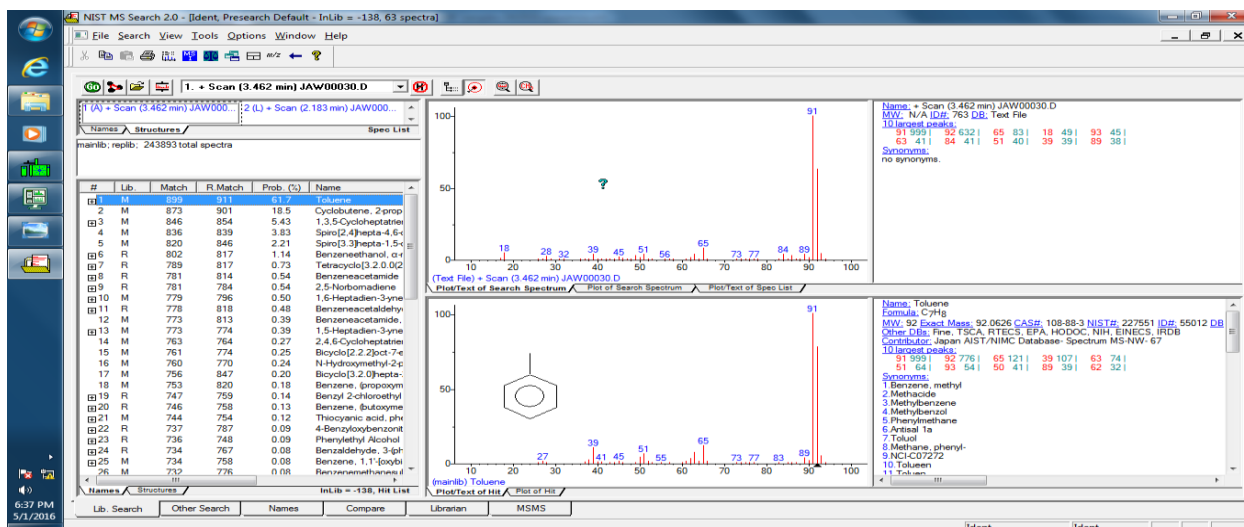 NIST MS Search 2.0 - [Ident, Presearch Default - InLib = -138, 63 spectra]
File Search View Tools Options Window Help
1. + Scan (3.462 min) JAW00030.D
1 (A) + Scan (3.462 min) JAW000... 2 (L) + Scan (2.183 min) JAW000...
Names Structures Spec List
mainlib; replib; 243893 total spectra
# Lib. Match R.Match Prob. (%) Name
1 M 899 911 61.7 Toluene
2 M 873 901 18.5 Cyclobutene, 2-prop
3 M 846 854 5.43 1,3,5-Cycloheptatrien
4 M 836 839 3.83 Spiro[2,4]hepta-4,6-
5 M 820 846 2.21 Spiro[3.3]hepta-1,5-
6 R 802 817 1.14 Benzeneethanol,
7 R 789 817 0.73 Tetracyclo[3.2.0.0(2
8 R 781 814 0.54 Benzeneacetamide
9 R 781 784 0.54 2,5-Norbornadiene
10 M 779 796 0.50 1,6-Heptadien-3-yne
11 R 778 818 0.48 Benzeneacetaldehy
12 M 773 813 0.39 Benzeneacetamide,
13 M 773 774 0.39 1,5-Heptadien-3-yne
14 M 763 764 0.27 2,4,6-Cycloheptatrier
15 M 761 774 0.25 Bicyclo[2.2.2]oct-7-e
16 M 760 770 0.24 N-Hydroxymethyl-2-p
17 M 756 847 0.20 Bicyclo[3.2.0]hepta-
18 M 753 820 0.18 Benzene, (propoxym
19 R 747 759 0.14 Benzyl 2-chloroethyl
20 R 746 758 0.13 Benzene, (butoxyme
21 M 744 754 0.12 Thiocyanic acid, phe
22 R 737 787 0.09 4-Benzyloxybenzonit
23 R 736 748 0.09 Phenylethyl Alcohol
24 R 734 767 0.08 Benzaldehyde, 3-(ph
25 M 734 758 0.08 Benzene, 1,1'-[oxybi
26 M 732 776 0.08 Benzenemethanesul
Names Structures InLib = -138, Hit List
100-
50-
?
91
18 28 32 39 45 51 56 65 73 77 84 89
10 20 30 40 50 60 70 80 90 100
(Text File) + Scan (3.462 min) JAW00030.D
Plot/Text of Search Spectrum Plot of Search Spectrum Plot/Text of Spec List
Name: + Scan (3.462 min) JAW00030.D
MW: N/A ID#: 763 DB: Text File
10 largest peaks:
91 999 | 92 632 | 65 83 | 18 49 | 93 45 |
63 41 | 84 41 | 51 40 | 39 39 | 89 38 |
Synonyms:
no synonyms.
100-
50-
91
27 39 41 45 51 55 65 73 77 83 89
10 20 30 40 50 60 70 80 90 100
(mainlib) Toluene
Plot/Text of Hit Plot of Hit
Name: Toluene
Formula: C7H8
MW: 92 Exact Mass: 92.0626 CAS#: 108-88-3 NIST#: 227551 ID#: 55012 DB
Other DBs: Fine, TSCA, RTECS, EPA, HODOC, NIH, EINECS, IRDB
Contributor: Japan AIST/NIMC Database- Spectrum MS-NW- 67
10 largest peaks:
91 999 | 92 776 | 65 121 | 39 107 | 63 74 |
51 64 | 93 54 | 50 41 | 89 39 | 62 32 |
Synonyms:
1.Benzene, methyl
2.Methacide
3.Methylbenzene
4.Methylbenzol
5.Phenylmethane
6.Antisal 1a
7.Toluol
8.Methane, phenyl-
9.NCI-C07272
10.Tolueen
11.Toluen
Lib. Search Other Search Names Compare Librarian MSMS
6:37 PM
5/1/2016